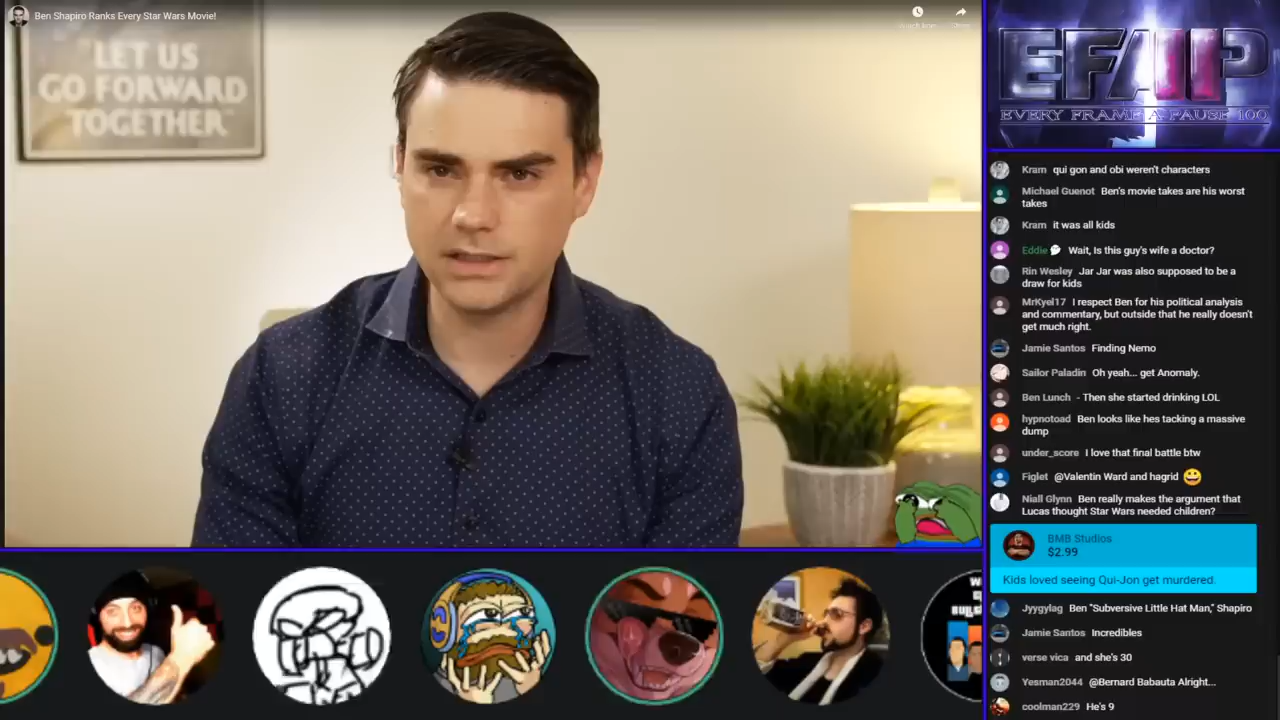 Ben Shapiro Ranks Every Star Wars Movie!
LET US
GO FORWARD
TOGETHER
EFAP
EVERY FRAME A PAUSE 100
Kram qui gon and obi weren't characters
Michael Guenot Ben's movie takes are his worst
takes
Kram it was all kids
Eddie Wait, Is this guy's wife a doctor?
Rin Wesley Jar Jar was also supposed to be a
draw for kids
MrKyel17 I respect Ben for his political analysis
and commentary, but outside that he really doesn't
get much right.
Jamie Santos Finding Nemo
Sailor Paladin Oh yeah... get Anomaly.
Ben Lunch - Then she started drinking LOL
hypnotoad Ben looks like hes tacking a massive
dump
under_score I love that final battle btw
Figlet @Valentin Ward and hagrid 😀
Niall Glynn Ben really makes the argument that
Lucas thought Star Wars needed children?
BMB Studios
$2.99
Kids loved seeing Qui-Jon get murdered.
Jyygylag Ben "Subversive Little Hat Man," Shapiro
Jamie Santos Incredibles
verse vica and she's 30
Yesman2044 @Bernard Babauta Alright...
coolman229 He's 9